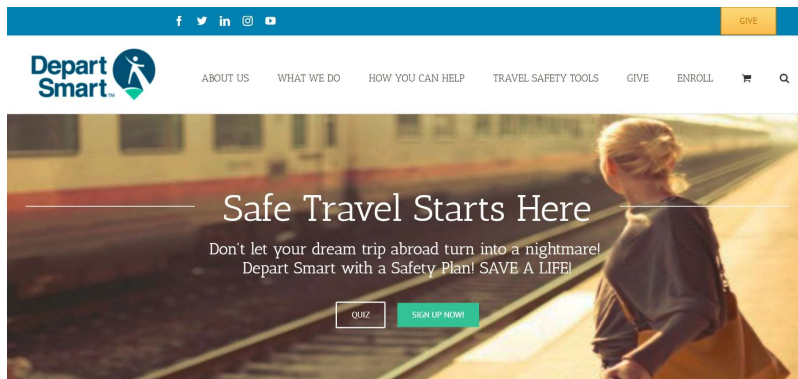 GIVE
Depart
Smart™
ABOUT US
WHAT WE DO
HOW YOU CAN HELP
TRAVEL SAFETY TOOLS
GIVE
ENROLL
Safe Travel Starts Here
Don't let your dream trip abroad turn into a nightmare!
Depart Smart with a Safety Plan! SAVE A LIFE!
QUIZ
SIGN UP NOW!